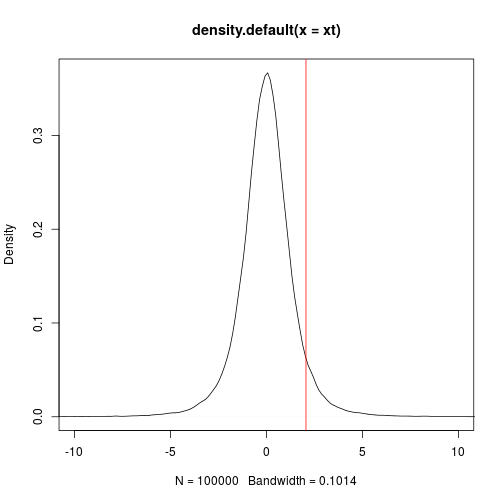 density.default(x = xt)
Density
0.3
0.2
0.1
0.0
-10 -5 0 5 10
N = 100000 Bandwidth = 0.1014